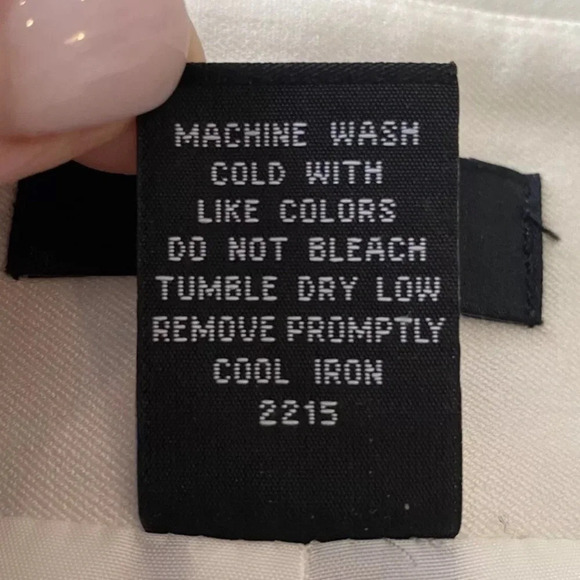 MACHINE WASH
COLD WITH
LIKE COLORS
DO NOT BLEACH
TUMBLE DRY LOW
REMOVE PROMPTLY
COOL IRON
2215